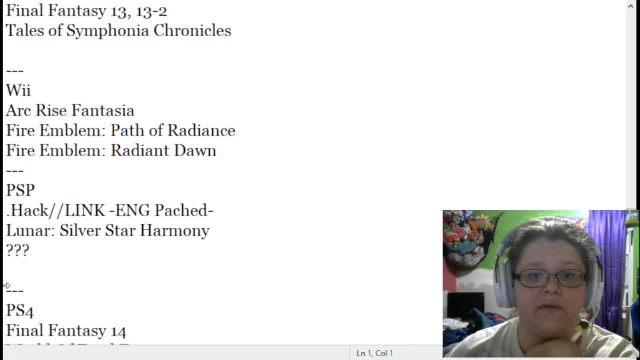 Final Fantasy 13, 13-2
Tales of Symphonia Chronicles
---
Wii
Arc Rise Fantasia
Fire Emblem: Path of Radiance
Fire Emblem: Radiant Dawn
---
PSP
.Hack//LINK -ENG Pached-
Lunar: Silver Star Harmony
???
---
PS4
Final Fantasy 14
Ln 1, Col 1